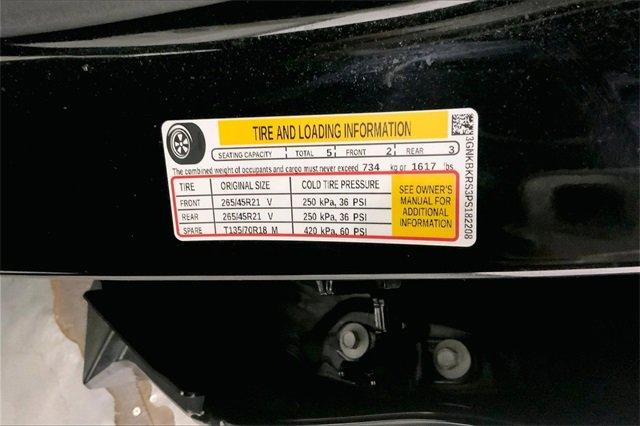 TIRE AND LOADING INFORMATION
SEATING CAPACITY TOTAL 5 FRONT 2 REAR 3
The combined weight of occupants and cargo must never exceed 734 kg or 1617 lbs
TIRE ORIGINAL SIZE COLD TIRE PRESSURE
FRONT 265/45R21 V 250 kPa, 36 PSI
REAR 265/45R21 V 250 kPa, 36 PSI
SPARE T135/70R18 M 420 kPa, 60 PSI
SEE OWNER'S
MANUAL FOR
ADDITIONAL
INFORMATION
3GNKBKRS3PS182208